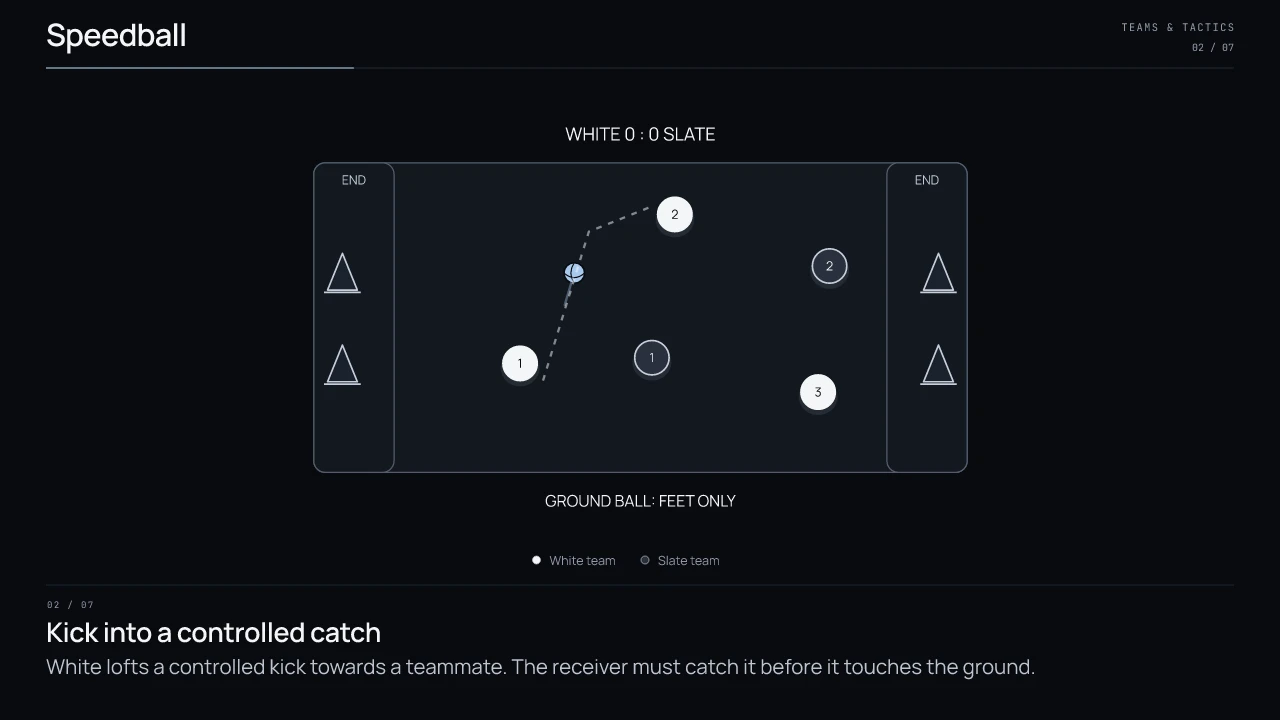 Speedball
TEAMS & TACTICS
02 / 07
WHITE 0 : 0 SLATE
END
END
2
2
1
1
3
GROUND BALL: FEET ONLY
White team
Slate team
02 / 07
Kick into a controlled catch
White lofts a controlled kick towards a teammate. The receiver must catch it before it touches the ground.